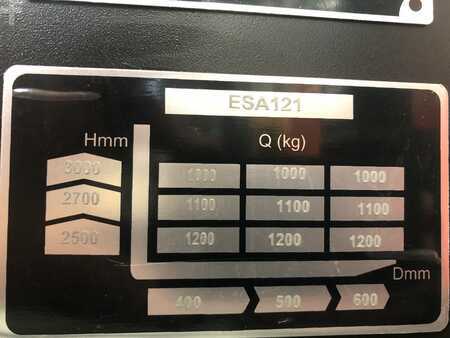 ESA121
Hmm Q (kg)
3000 1000 1000 1000
2700 1100 1100 1100
2500 1200 1200 1200
Dmm
400 500 600